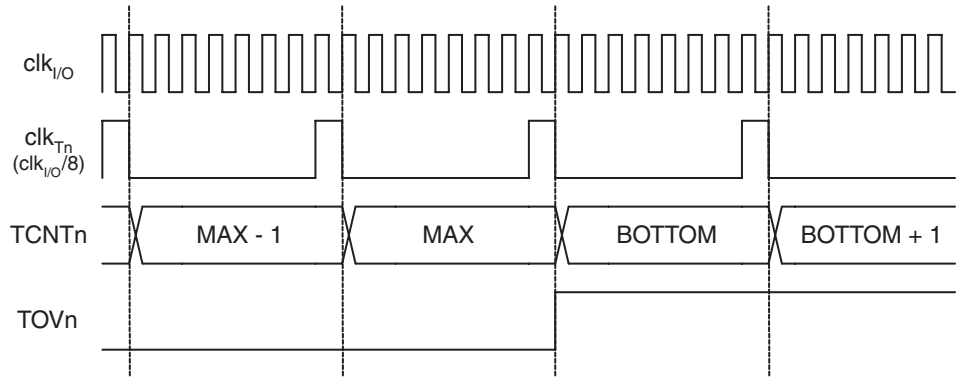 clkI/O
clkTn
(clkI/O/8)
TCNTn
MAX - 1
MAX
BOTTOM
BOTTOM + 1
TOVn